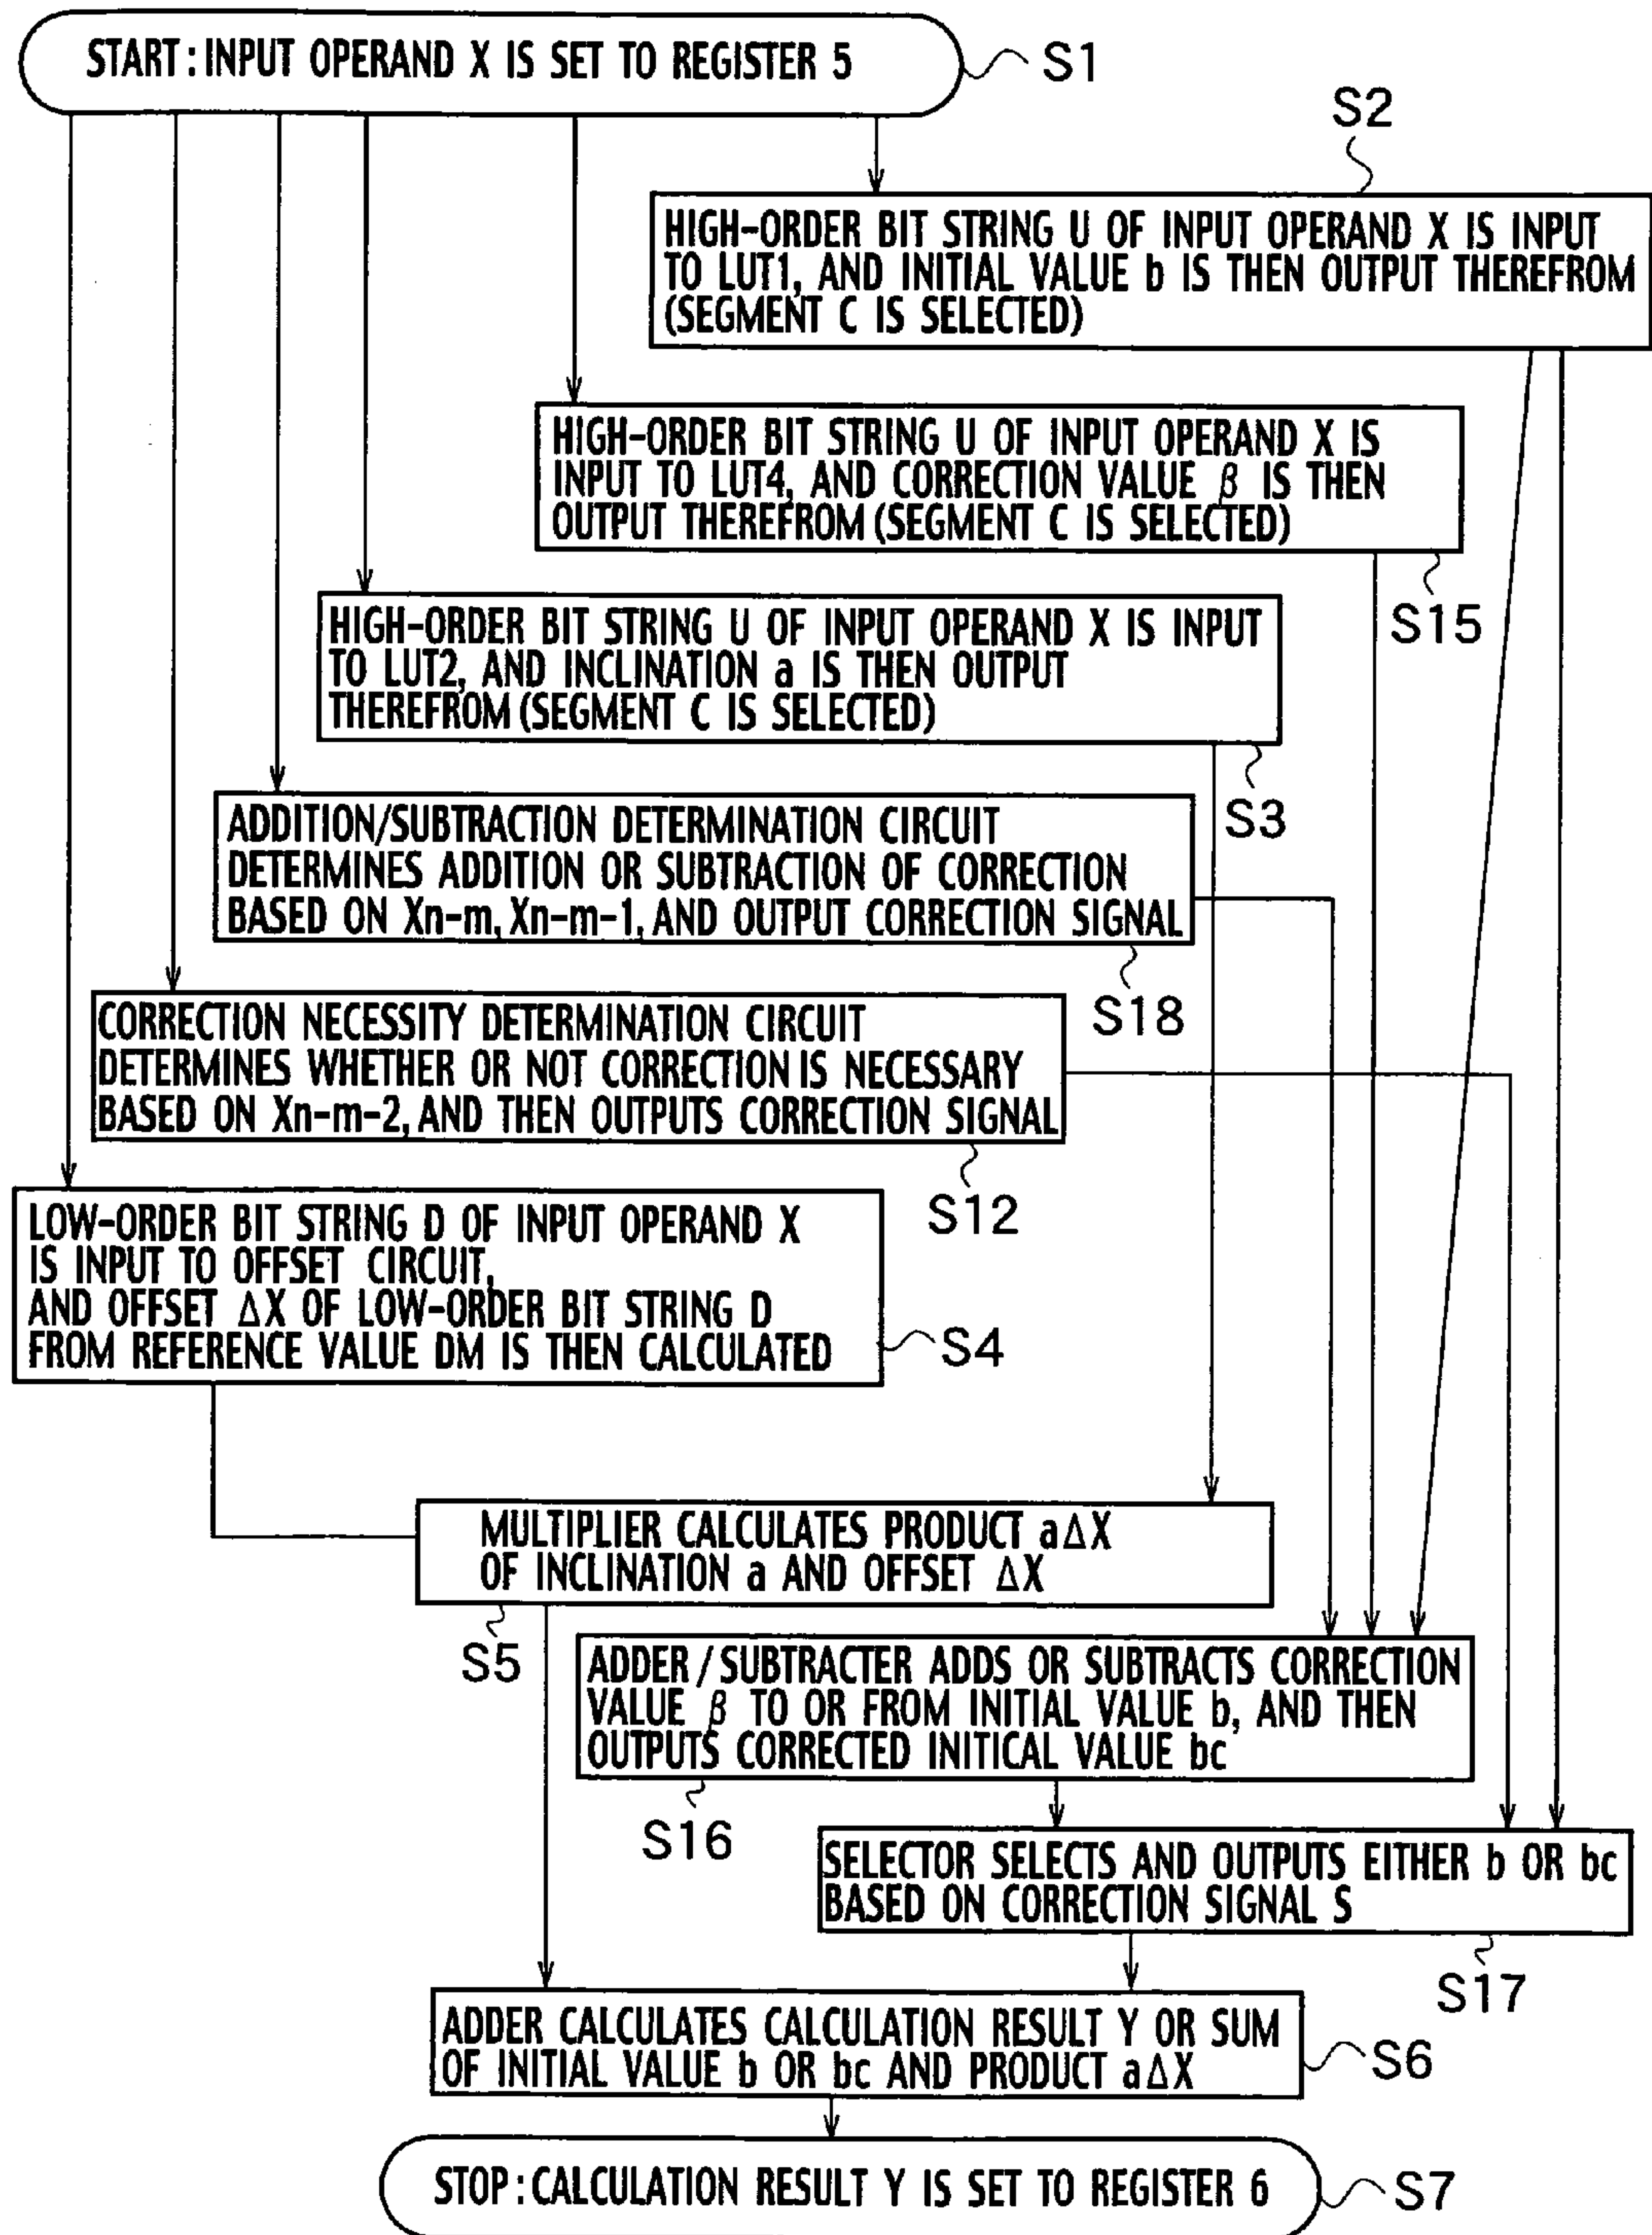 START:INPUT OPERAND X IS SET TO REGISTER 5
S1
S2
HIGH-ORDER BIT STRING U OF INPUT OPERAND X IS INPUT
TO LUT1, AND INITIAL VALUE b IS THEN OUTPUT THEREFROM
(SEGMENT C IS SELECTED)
HIGH-ORDER BIT STRING U OF INPUT OPERAND X IS
INPUT TO LUT4, AND CORRECTION VALUE β IS THEN
OUTPUT THEREFROM (SEGMENT C IS SELECTED)
S15
HIGH-ORDER BIT STRING U OF INPUT OPERAND X IS INPUT
TO LUT2, AND INCLINATION a IS THEN OUTPUT
THEREFROM (SEGMENT C IS SELECTED)
S3
ADDITION/SUBTRACTION DETERMINATION CIRCUIT
DETERMINES ADDITION OR SUBTRACTION OF CORRECTION
BASED ON Xn-m, Xn-m-1, AND OUTPUT CORRECTION SIGNAL
S18
CORRECTION NECESSITY DETERMINATION CIRCUIT
DETERMINES WHETHER OR NOT CORRECTION IS NECESSARY
BASED ON Xn-m-2, AND THEN OUTPUTS CORRECTION SIGNAL
S12
LOW-ORDER BIT STRING D OF INPUT OPERAND X
IS INPUT TO OFFSET CIRCUIT,
AND OFFSET ΔX OF LOW-ORDER BIT STRING D
FROM REFERENCE VALUE DM IS THEN CALCULATED
S4
MULTIPLIER CALCULATES PRODUCT aΔX
OF INCLINATION a AND OFFSET ΔX
S5
ADDER/SUBTRACTER ADDS OR SUBTRACTS CORRECTION
VALUE β TO OR FROM INITIAL VALUE b, AND THEN
OUTPUTS CORRECTED INITICAL VALUE bc
S16
SELECTOR SELECTS AND OUTPUTS EITHER b OR bc
BASED ON CORRECTION SIGNAL S
S17
ADDER CALCULATES CALCULATION RESULT Y OR SUM
OF INITIAL VALUE b OR bc AND PRODUCT aΔX
S6
STOP:CALCULATION RESULT Y IS SET TO REGISTER 6
S7